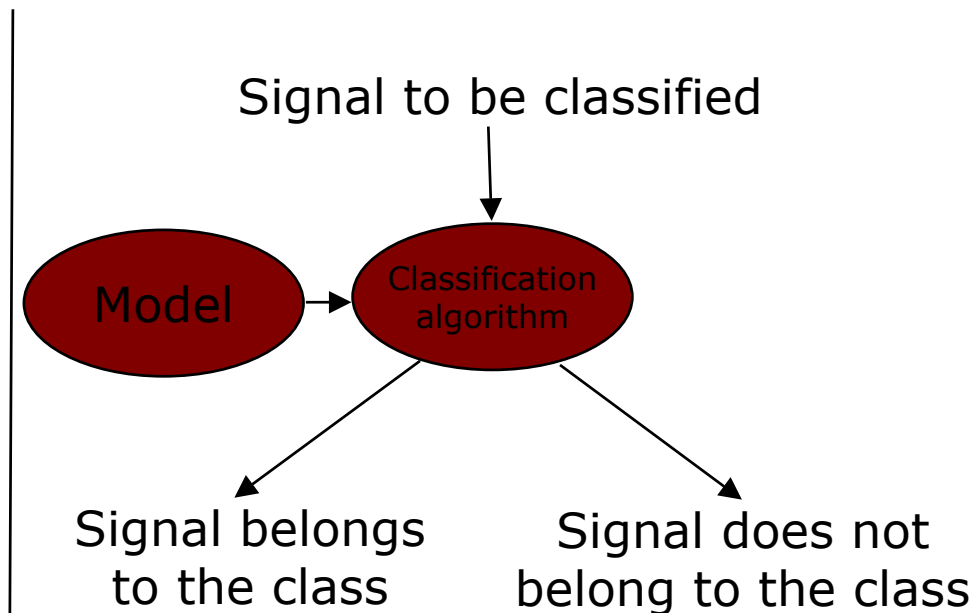 Signal to be classified
Model
Classification
algorithm
Signal belongs
to the class
Signal does not
belong to the class